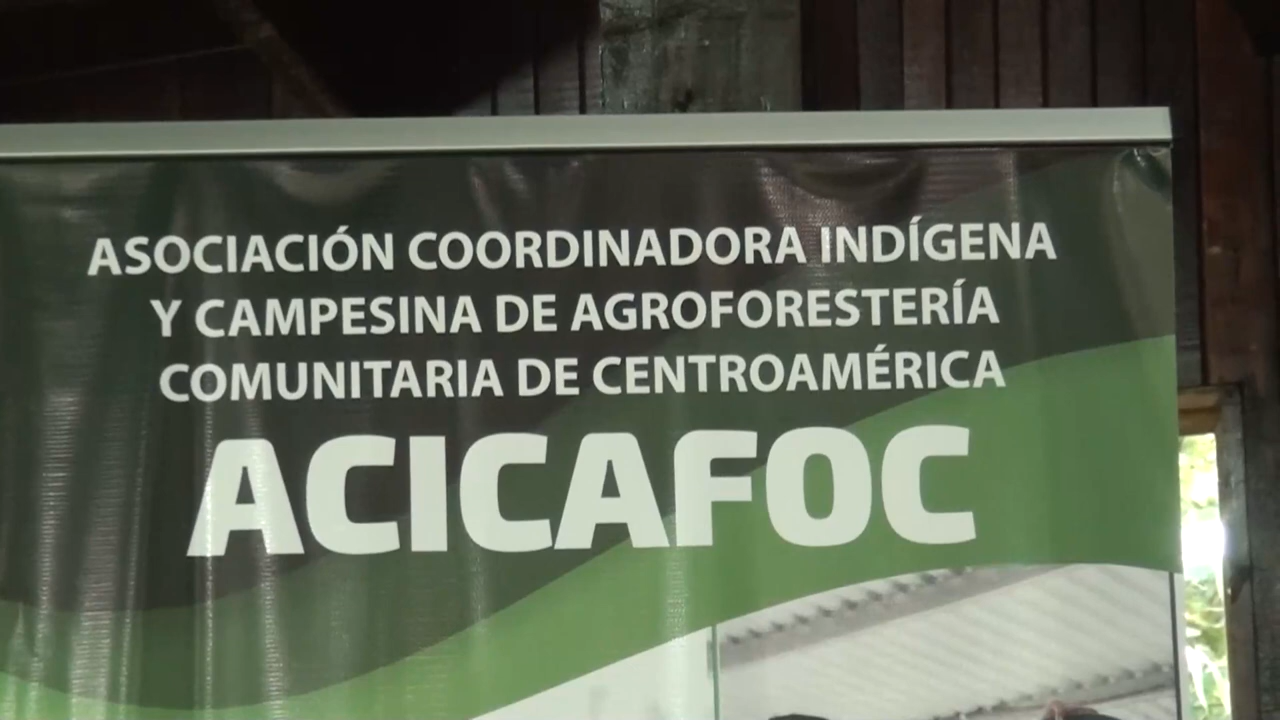 ASOCIACIÓN COORDINADORA INDÍGENA
Y CAMPESINA DE AGROFORESTERÍA
COMUNITARIA DE CENTROAMÉRICA
ACICAFOC